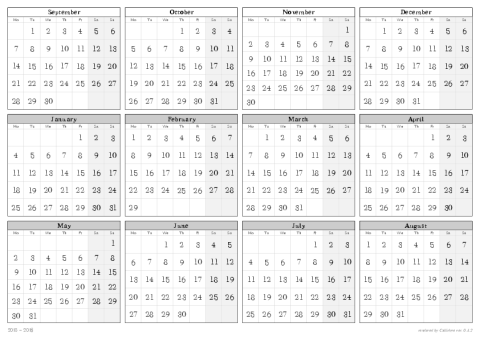 September
Mo Tu We Th Fr Sa Su
1 2 3 4 5 6
7 8 9 10 11 12 13
14 15 16 17 18 19 20
21 22 23 24 25 26 27
28 29 30
October
Mo Tu We Th Fr Sa Su
1 2 3 4
5 6 7 8 9 10 11
12 13 14 15 16 17 18
19 20 21 22 23 24 25
26 27 28 29 30 31
November
Mo Tu We Th Fr Sa Su
1
2 3 4 5 6 7 8
9 10 11 12 13 14 15
16 17 18 19 20 21 22
23 24 25 26 27 28 29
30
December
Mo Tu We Th Fr Sa Su
1 2 3 4 5 6
7 8 9 10 11 12 13
14 15 16 17 18 19 20
21 22 23 24 25 26 27
28 29 30 31
January
Mo Tu We Th Fr Sa Su
1 2 3
4 5 6 7 8 9 10
11 12 13 14 15 16 17
18 19 20 21 22 23 24
25 26 27 28 29 30 31
February
Mo Tu We Th Fr Sa Su
1 2 3 4 5 6 7
8 9 10 11 12 13 14
15 16 17 18 19 20 21
22 23 24 25 26 27 28
29
March
Mo Tu We Th Fr Sa Su
1 2 3 4 5 6
7 8 9 10 11 12 13
14 15 16 17 18 19 20
21 22 23 24 25 26 27
28 29 30 31
April
Mo Tu We Th Fr Sa Su
1 2 3
4 5 6 7 8 9 10
11 12 13 14 15 16 17
18 19 20 21 22 23 24
25 26 27 28 29 30
May
Mo Tu We Th Fr Sa Su
1
2 3 4 5 6 7 8
9 10 11 12 13 14 15
16 17 18 19 20 21 22
23 24 25 26 27 28 29
30 31
June
Mo Tu We Th Fr Sa Su
1 2 3 4 5
6 7 8 9 10 11 12
13 14 15 16 17 18 19
20 21 22 23 24 25 26
27 28 29 30
July
Mo Tu We Th Fr Sa Su
1 2 3
4 5 6 7 8 9 10
11 12 13 14 15 16 17
18 19 20 21 22 23 24
25 26 27 28 29 30 31
August
Mo Tu We Th Fr Sa Su
1 2 3 4 5 6 7
8 9 10 11 12 13 14
15 16 17 18 19 20 21
22 23 24 25 26 27 28
29 30 31
2015 - 2016